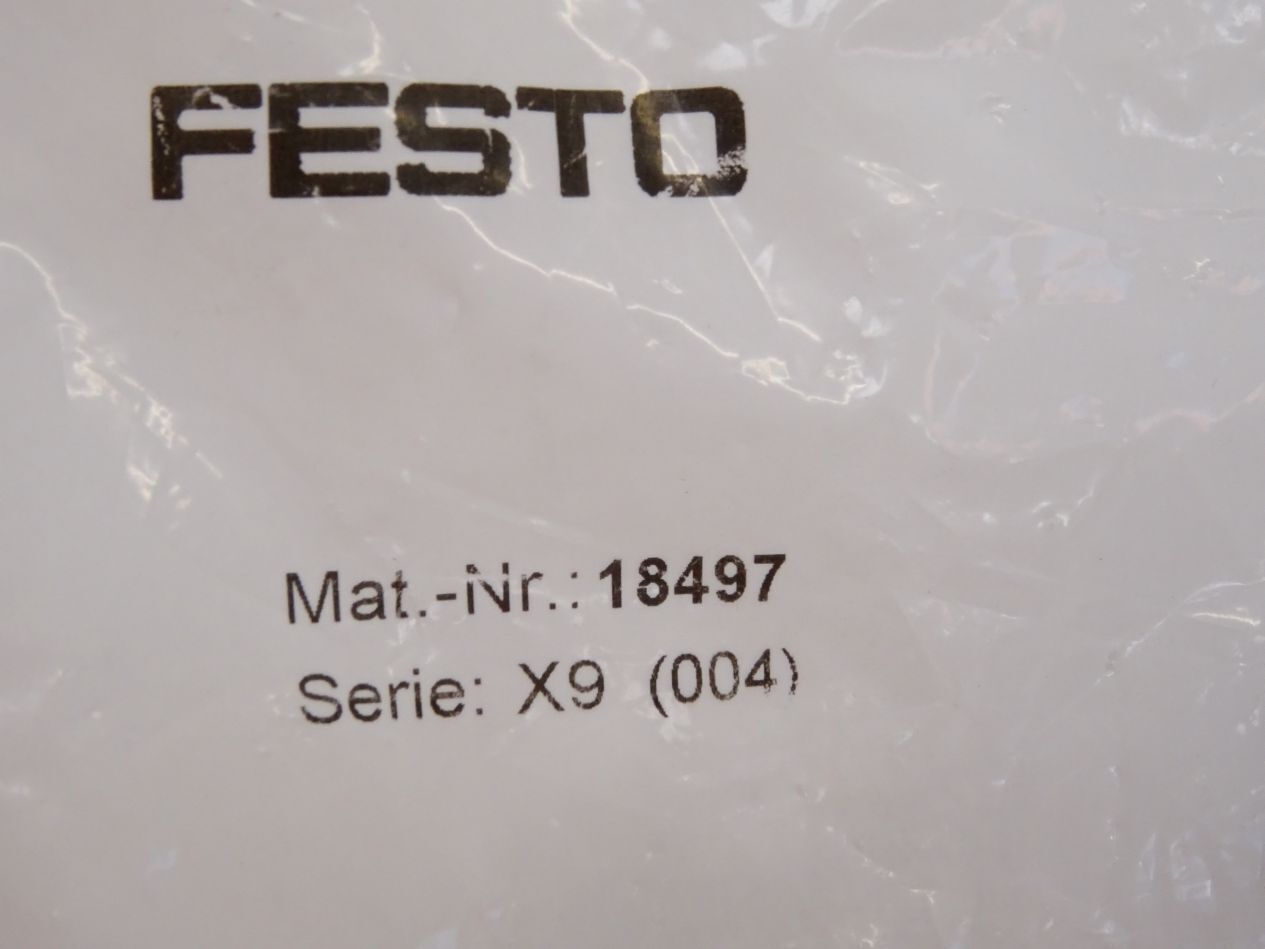 FESTO
Mat.-Nr.: 18497
Serie: X9 (004)